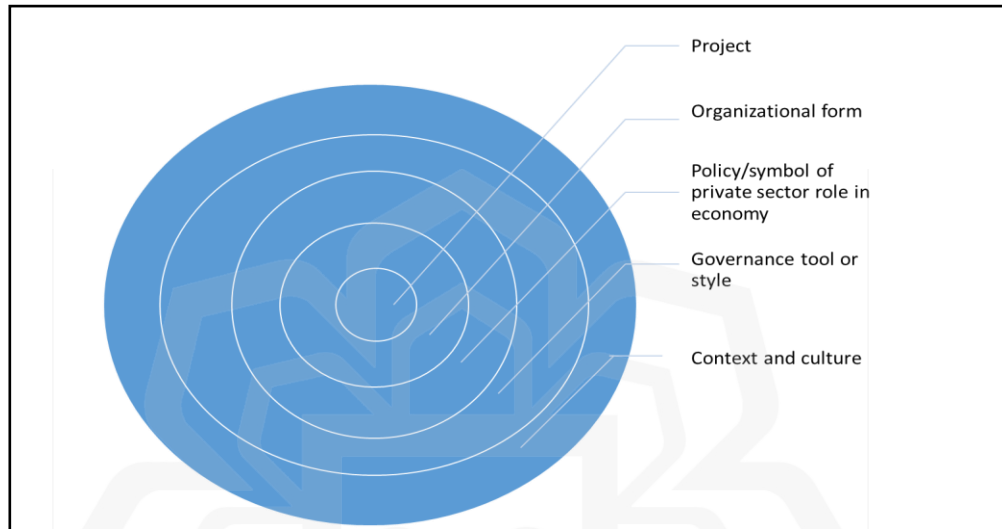 Project
Organizational form
Policy/symbol of
private sector role in
economy
Governance tool or
style
Context and culture